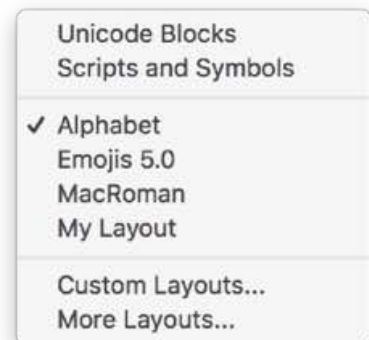 Unicode Blocks
Scripts and Symbols
✓ Alphabet
Emojis 5.0
MacRoman
My Layout
Custom Layouts...
More Layouts...